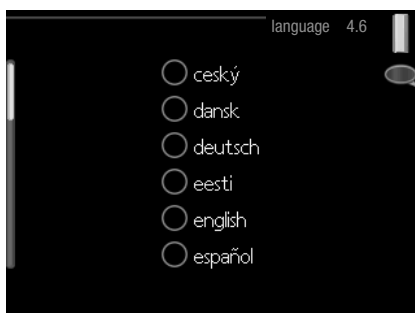 language 4.6
ceský
dansk
deutsch
eesti
english
español